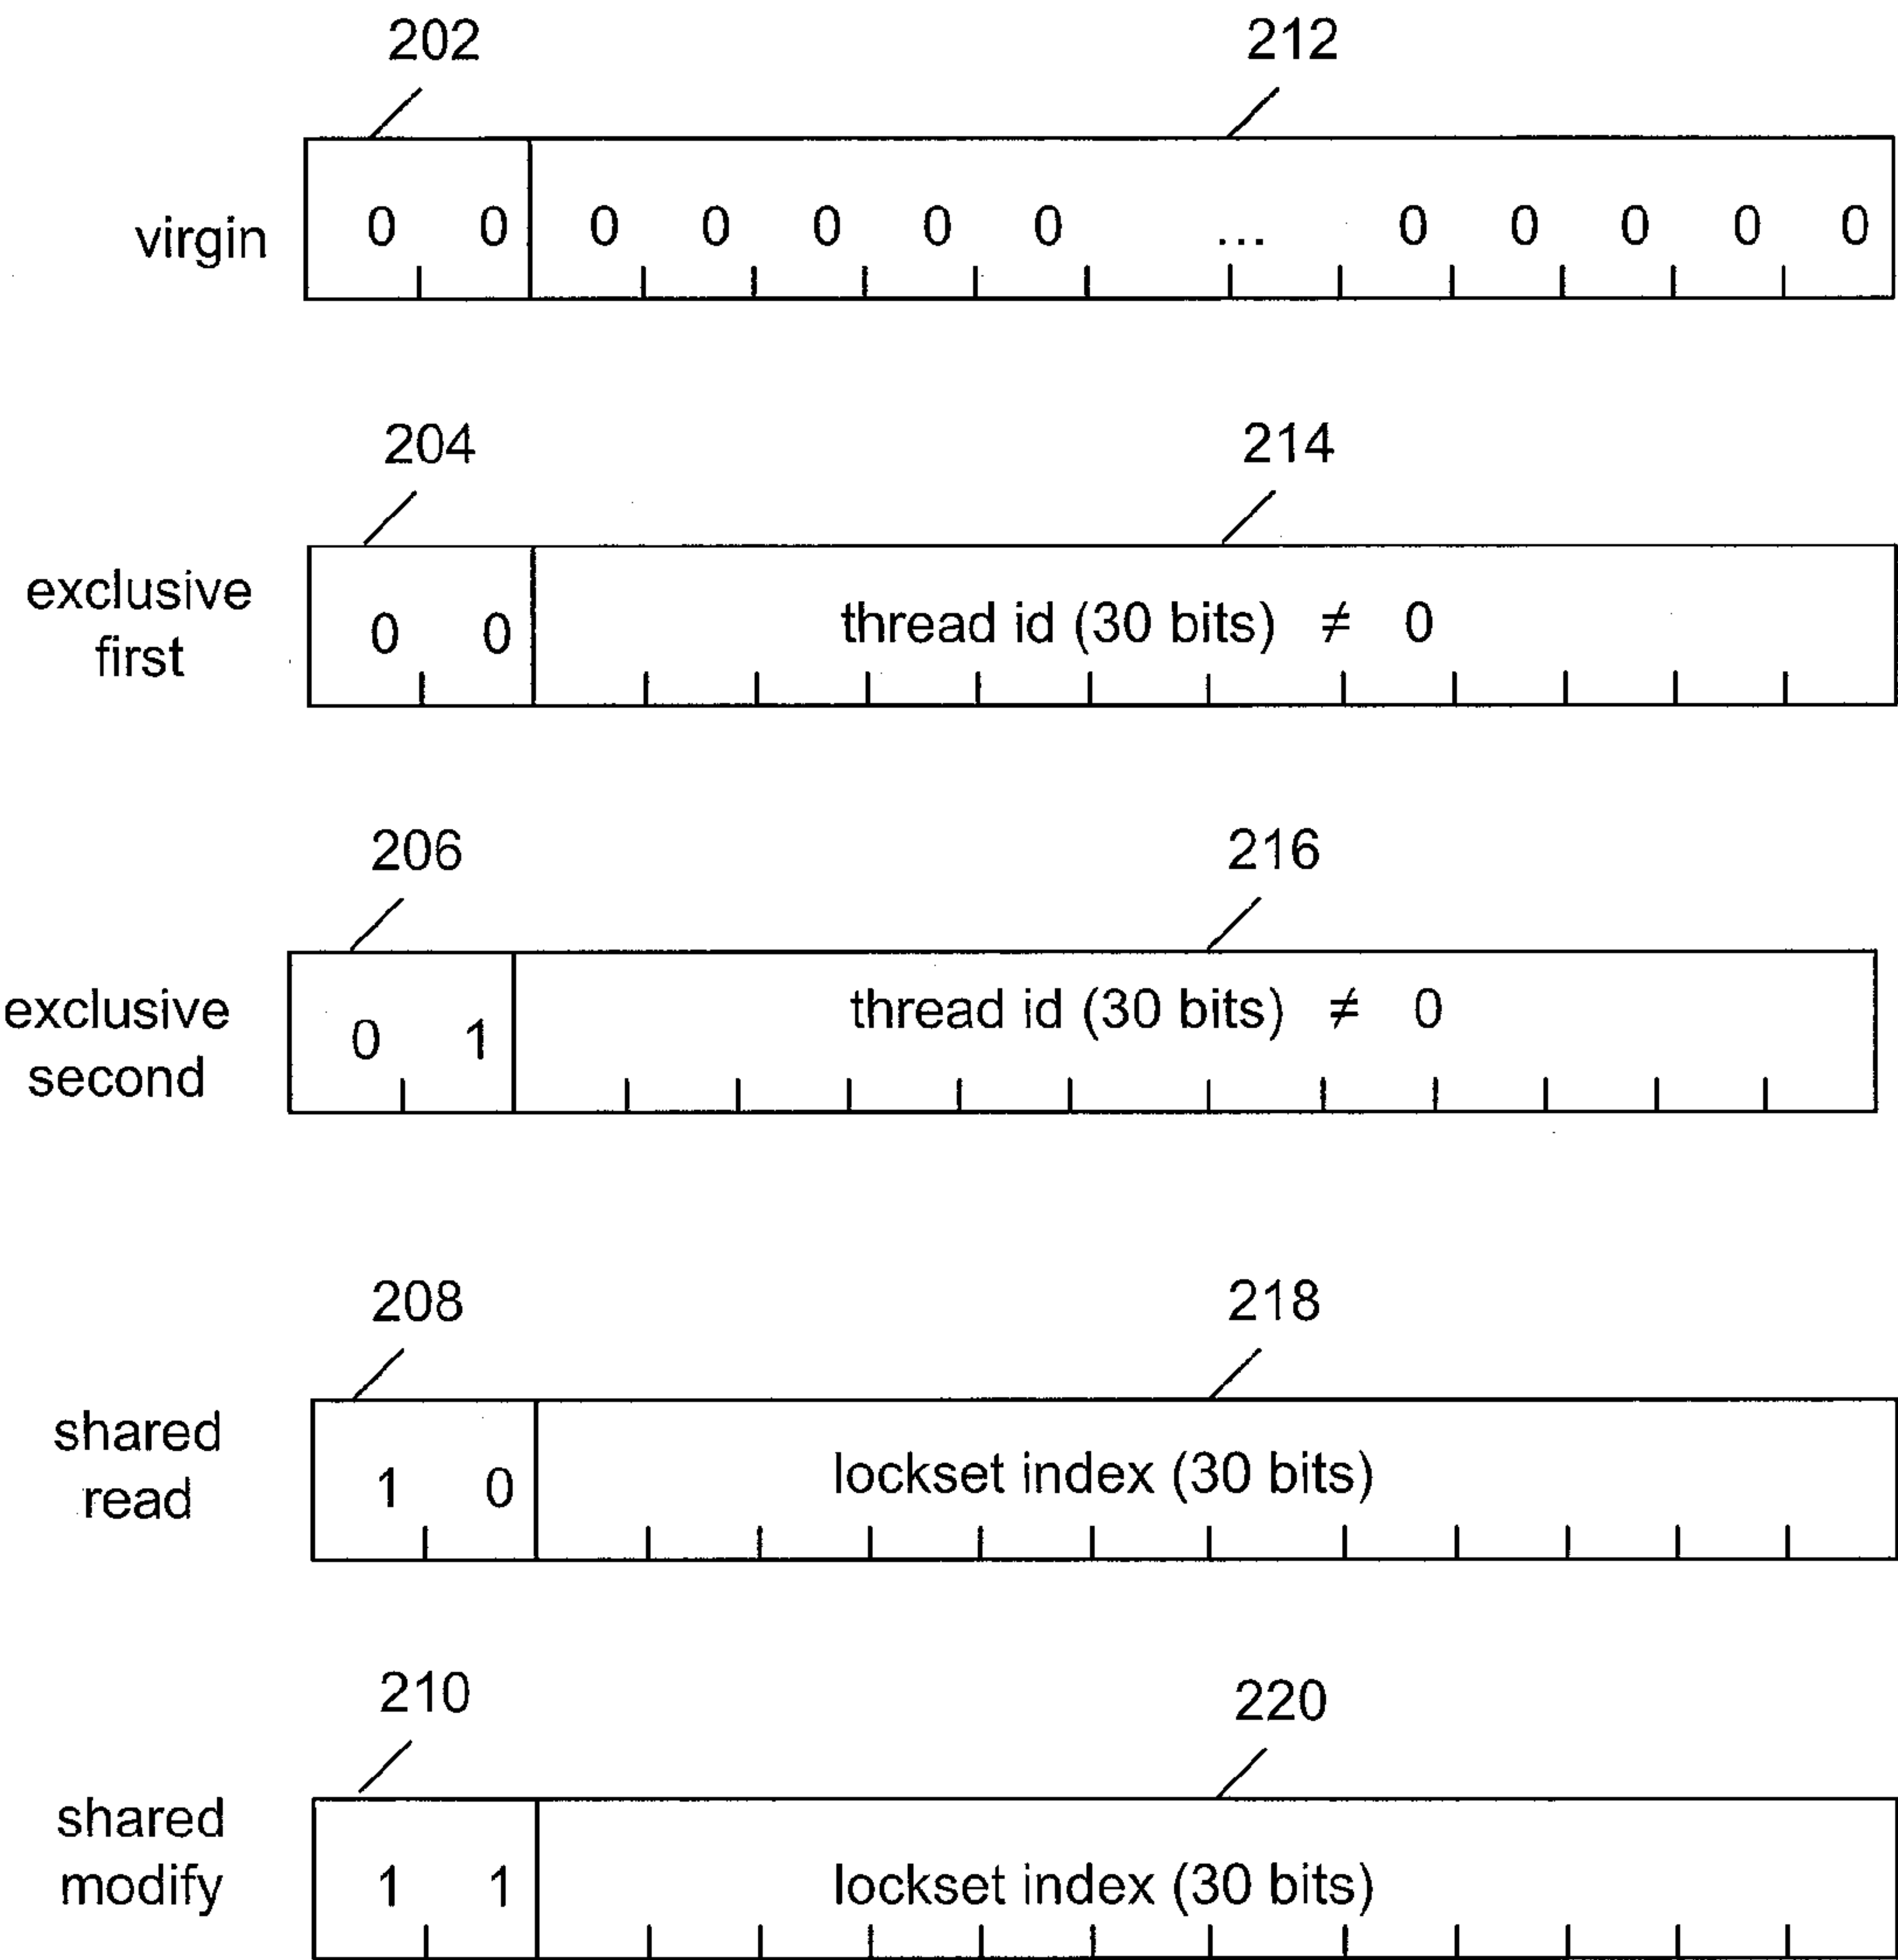 202 212
virgin 0 0 0 0 0 0 0 ... 0 0 0 0 0
204 214
exclusive
first
0 0 thread id (30 bits) ≠ 0
206 216
exclusive
second
0 1 thread id (30 bits) ≠ 0
208 218
shared
read
1 0 lockset index (30 bits)
210 220
shared
modify
1 1 lockset index (30 bits)